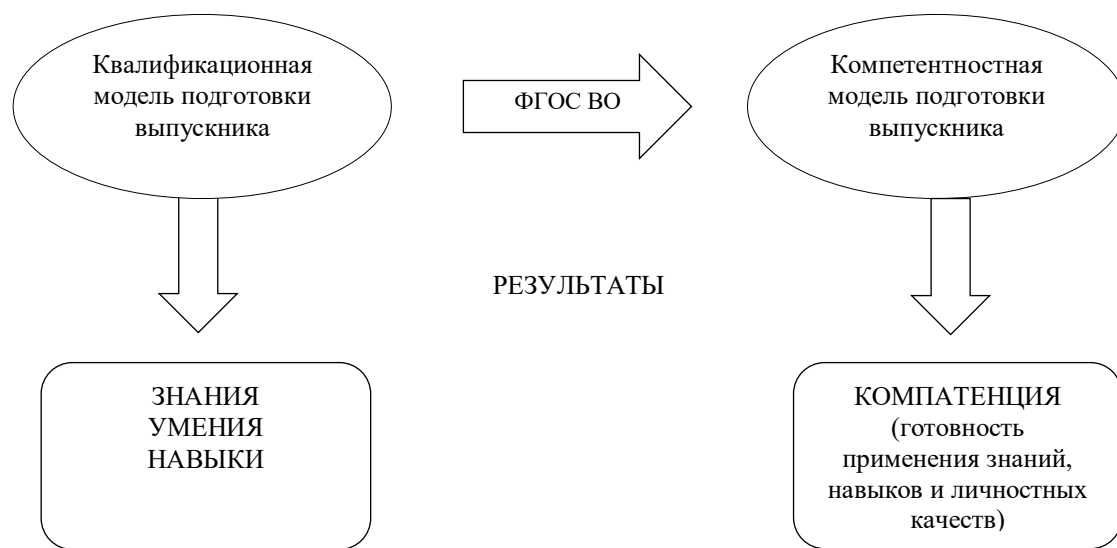 Квалификационная
модель подготовки
выпускника
ФГОС ВО
Компетентностная
модель подготовки
выпускника
РЕЗУЛЬТАТЫ
ЗНАНИЯ
УМЕНИЯ
НАВЫКИ
КОМПАТЕНЦИЯ
(готовность
применения знаний,
навыков и личностных
качеств)